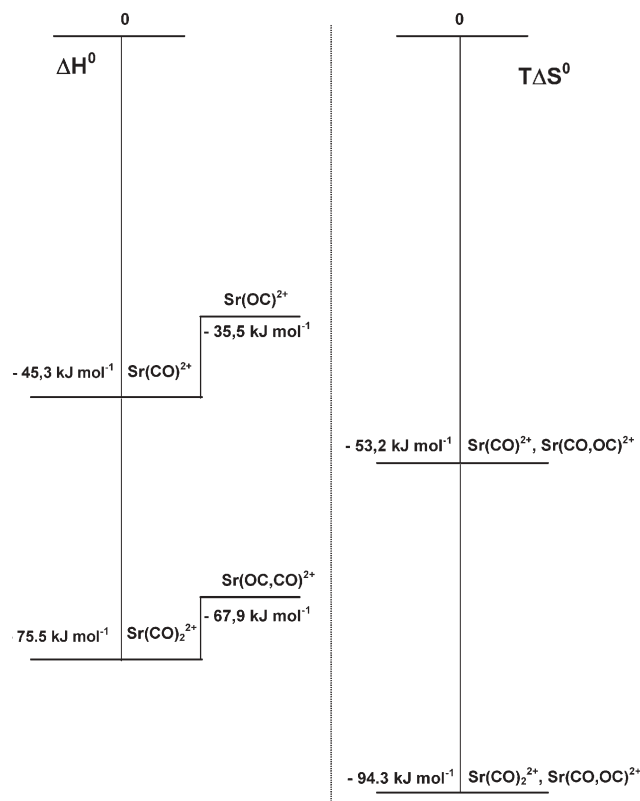 0
ΔH⁰
Sr(OC)²⁺
- 35,5 kJ mol⁻¹
- 45,3 kJ mol⁻¹ Sr(CO)²⁺
Sr(OC,CO)²⁺
- 67,9 kJ mol⁻¹
75.5 kJ mol⁻¹ Sr(CO)₂²⁺
0
TΔS⁰
- 53,2 kJ mol⁻¹ Sr(CO)²⁺, Sr(CO,OC)²⁺
- 94.3 kJ mol⁻¹ Sr(CO)₂²⁺, Sr(CO,OC)²⁺